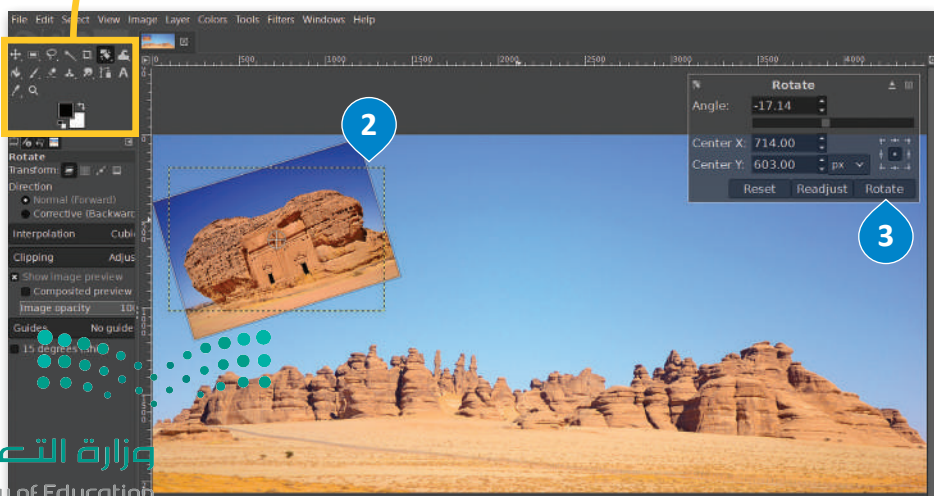 File Edit Select View Image Layer Colors Tools Filters Windows Help
0 500 1000 1500 2000 2500 3000 3500 4000
Rotate
Angle: -17.14
Center X: 714.00
Center Y: 603.00 px
Reset Readjust Rotate
2
3
A
Rotate
Transform:
Direction
Normal (Forward)
Corrective (Backward
Interpolation Cubi
Clipping Adjus
Show image preview
Composited preview
Image opacity 10
Guides No guide
15 degrees (Shi
وزارة التع
y of Education